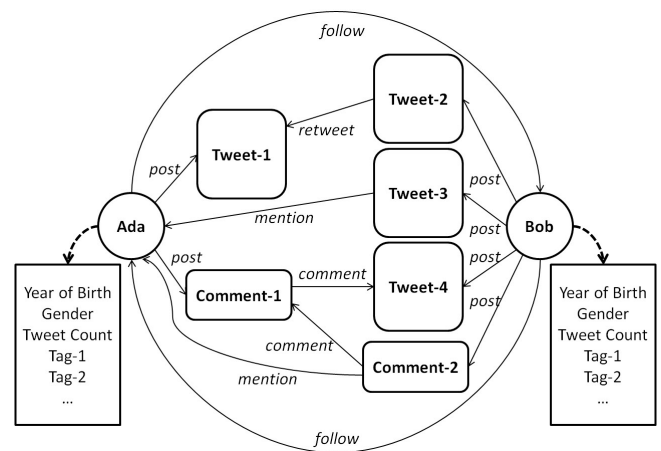 follow
Tweet-2
Tweet-1
retweet
post
Tweet-3
post
mention
Ada
Bob
post
post
post
comment
Tweet-4
Comment-1
post
comment
Comment-2
mention
Year of Birth
Gender
Tweet Count
Tag-1
Tag-2
...
Year of Birth
Gender
Tweet Count
Tag-1
Tag-2
...
follow